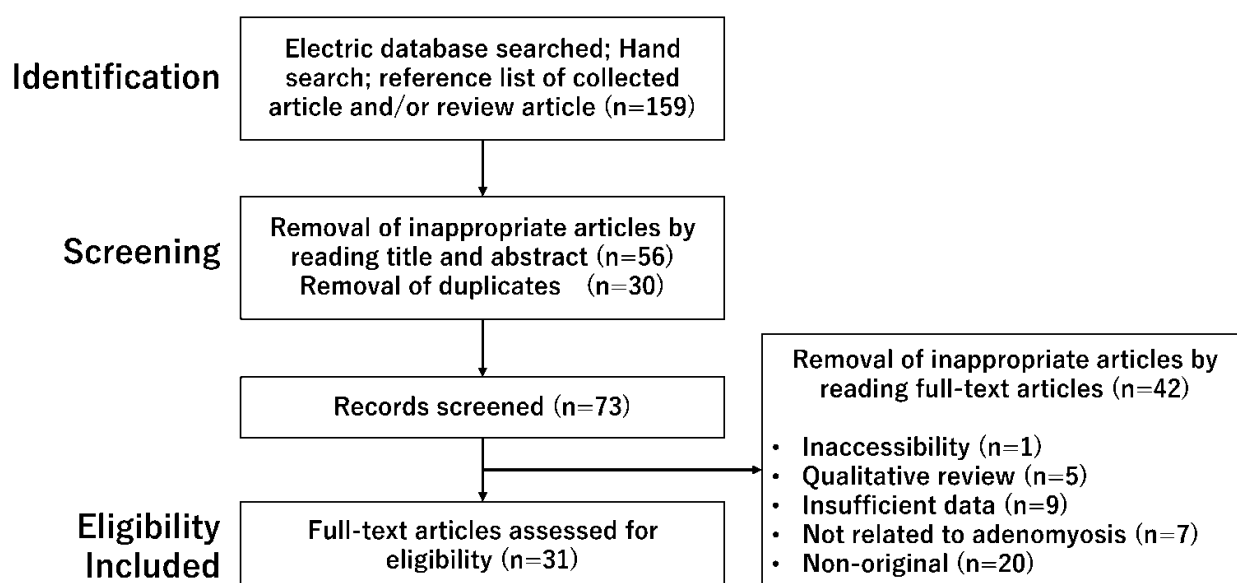 Identification
Electric database searched; Hand
search; reference list of collected
article and/or review article (n=159)
Screening
Removal of inappropriate articles by
reading title and abstract (n=56)
Removal of duplicates (n=30)
Records screened (n=73)
Removal of inappropriate articles by
reading full-text articles (n=42)
• Inaccessibility (n=1)
• Qualitative review (n=5)
• Insufficient data (n=9)
• Not related to adenomyosis (n=7)
• Non-original (n=20)
Eligibility
Included
Full-text articles assessed for
eligibility (n=31)